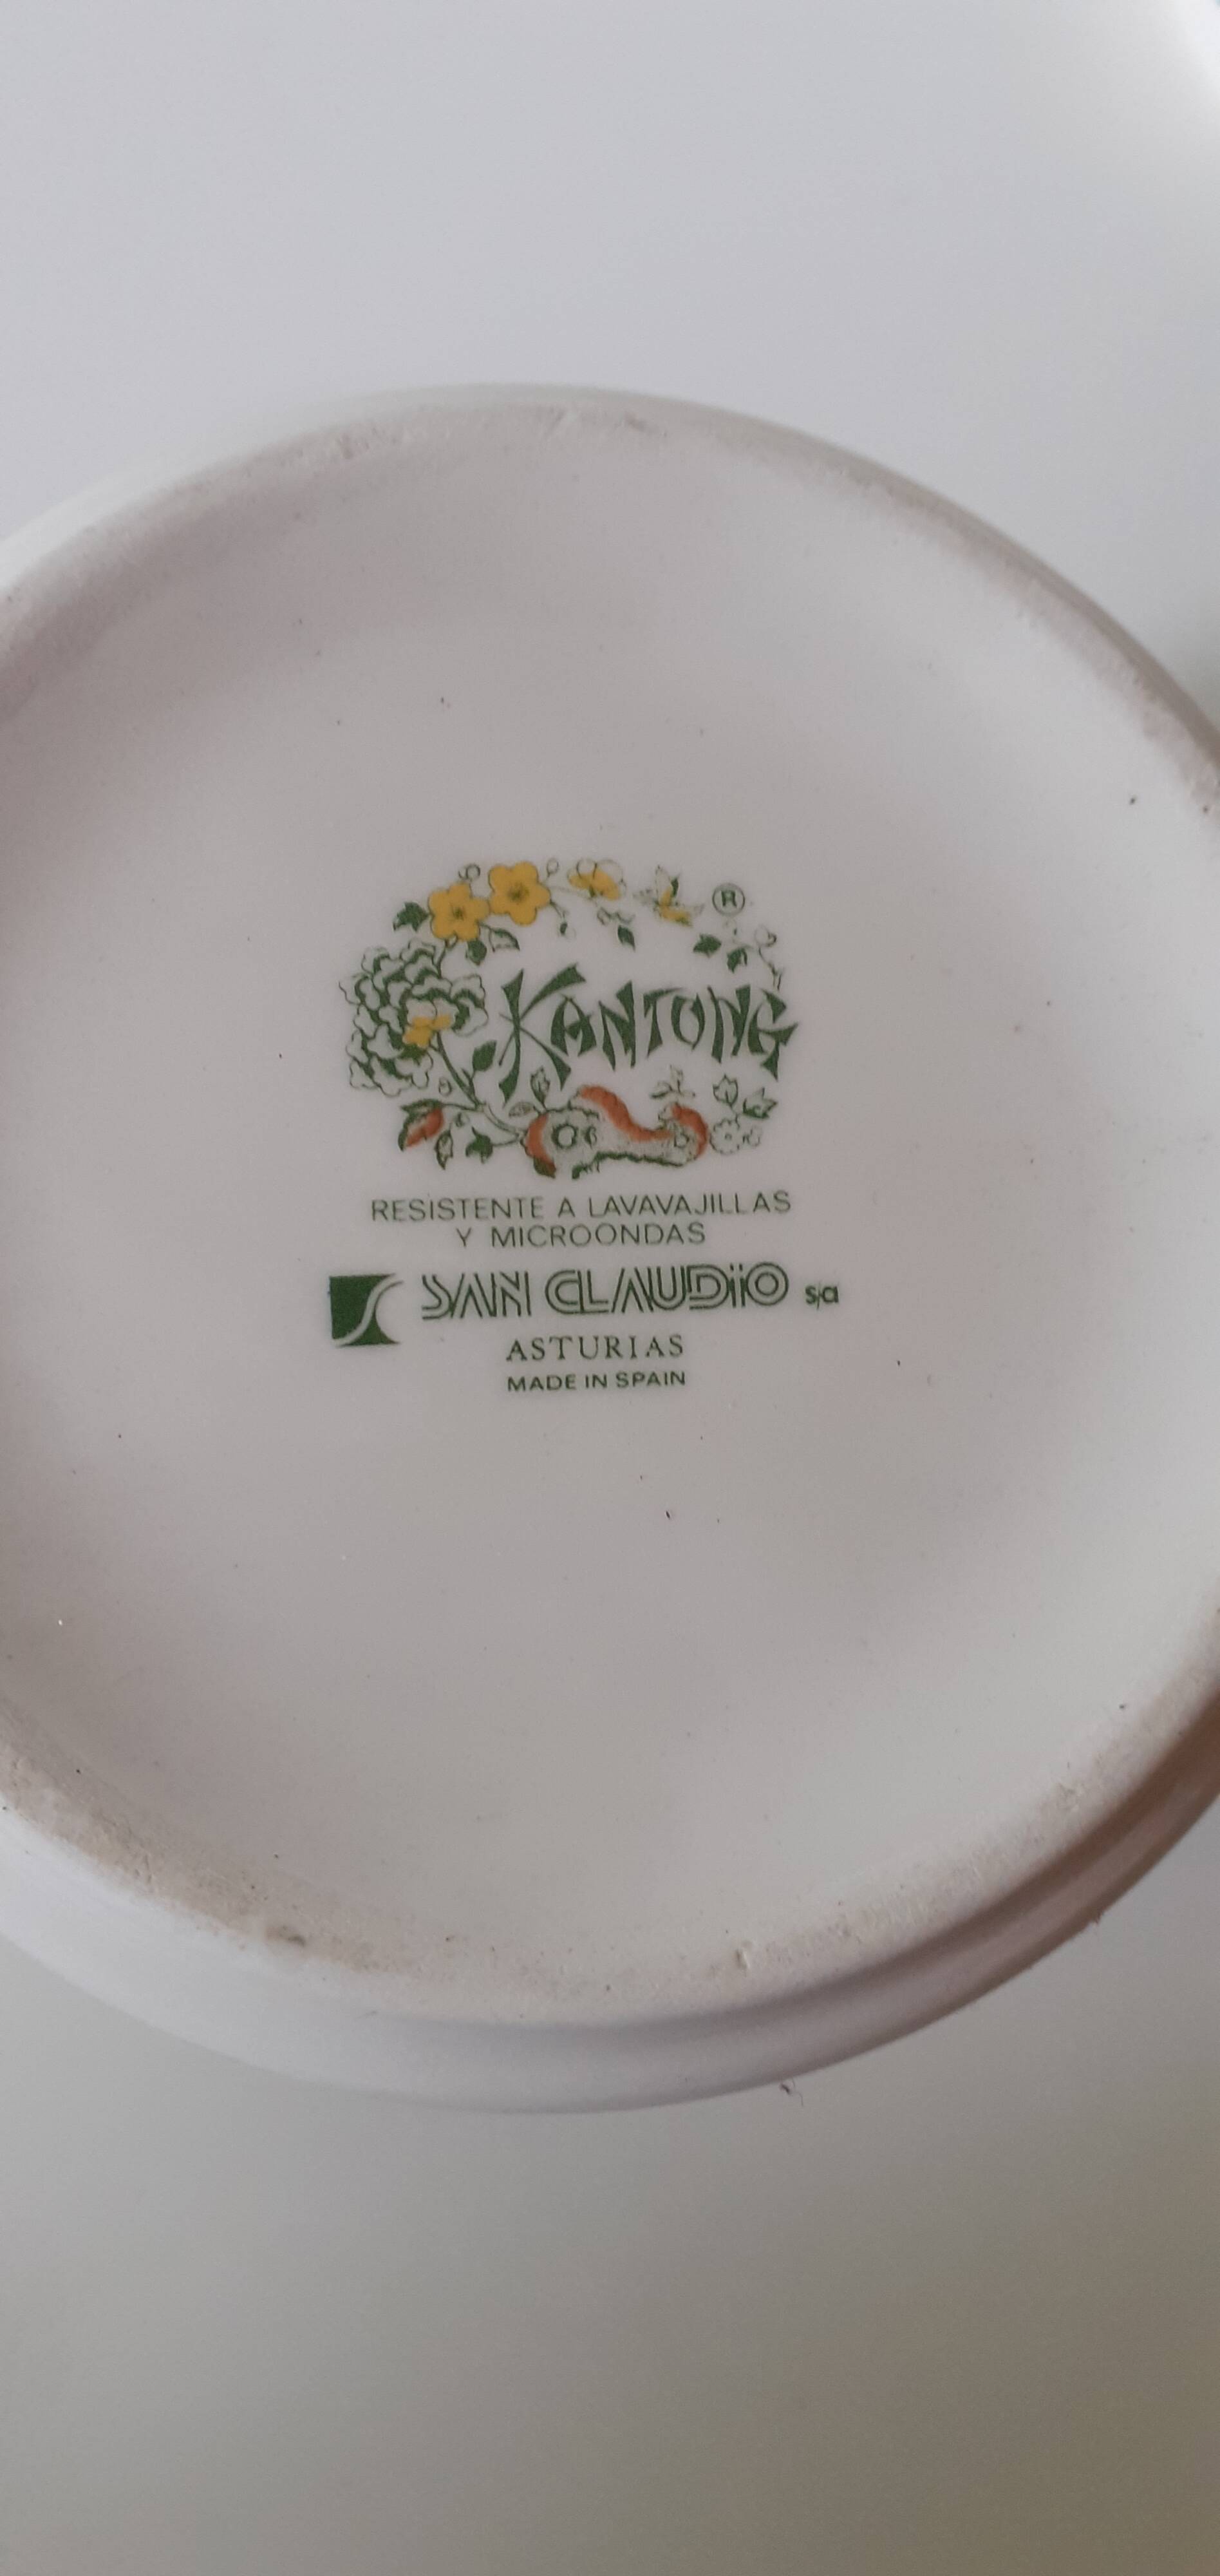 ®
KANTONG
RESISTENTE A LAVAVAJILLAS
Y MICROONDAS
SAN CLAUDIO s/a
ASTURIAS
MADE IN SPAIN